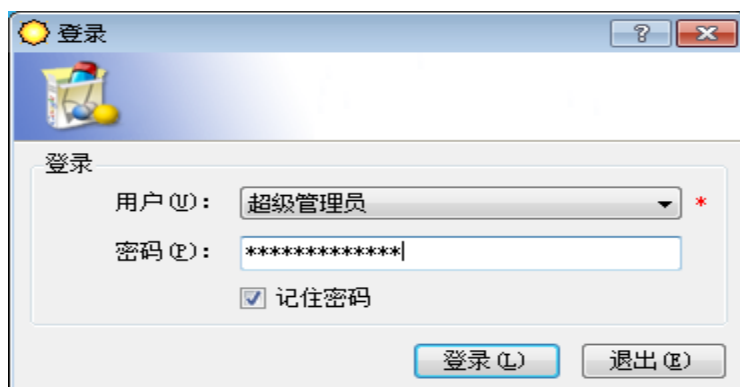 登录
登录
用户(U): 超级管理员 *
密码(P): *************
记住密码
登录(L) 退出(E)